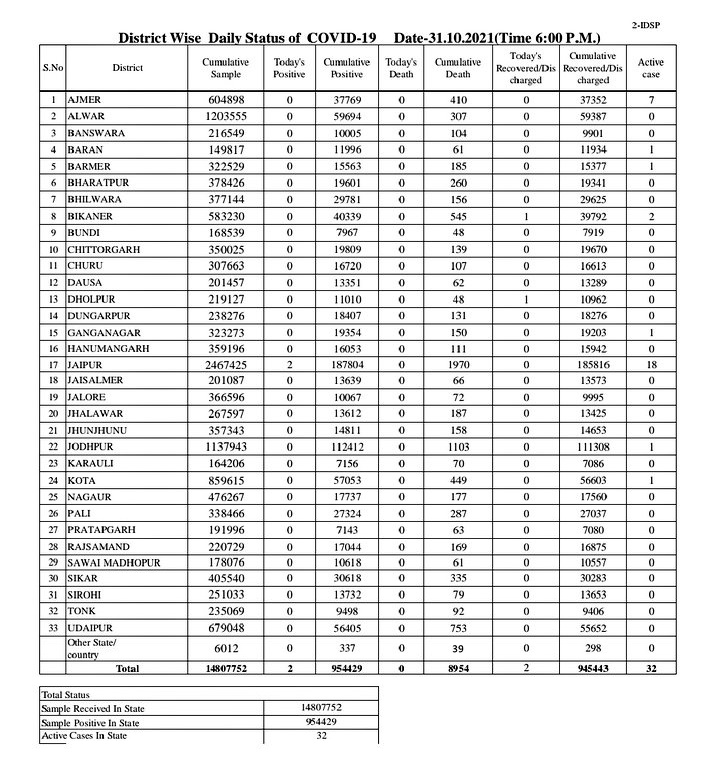 2-IDSP
District Wise Daily Status of COVID-19 Date-31.10.2021(Time 6:00 P.M.)
S.No District Cumulative Sample Today's Positive Cumulative Positive Today's Death Cumulative Death Today's Recovered/Dis charged Cumulative Recovered/Dis charged Active case
1 AJMER 604898 0 37769 0 410 0 37352 7
2 ALWAR 1203555 0 59694 0 307 0 59387 0
3 BANSWARA 216549 0 10005 0 104 0 9901 0
4 BARAN 149817 0 11996 0 61 0 11934 1
5 BARMER 322529 0 15563 0 185 0 15377 1
6 BHARATPUR 378426 0 19601 0 260 0 19341 0
7 BHILWARA 377144 0 29781 0 156 0 29625 0
8 BIKANER 583230 0 40339 0 545 1 39792 2
9 BUNDI 168539 0 7967 0 48 0 7919 0
10 CHITTORGARH 350025 0 19809 0 139 0 19670 0
11 CHURU 307663 0 16720 0 107 0 16613 0
12 DAUSA 201457 0 13351 0 62 0 13289 0
13 DHOLPUR 219127 0 11010 0 48 1 10962 0
14 DUNGARPUR 238276 0 18407 0 131 0 18276 0
15 GANGANAGAR 323273 0 19354 0 150 0 19203 1
16 HANUMANGARH 359196 0 16053 0 111 0 15942 0
17 JAIPUR 2467425 2 187804 0 1970 0 185816 18
18 JAISALMER 201087 0 13639 0 66 0 13573 0
19 JALORE 366596 0 10067 0 72 0 9995 0
20 JHALAWAR 267597 0 13612 0 187 0 13425 0
21 JHUNJHUNU 357343 0 14811 0 158 0 14653 0
22 JODHPUR 1137943 0 112412 0 1103 0 111308 1
23 KARAULI 164206 0 7156 0 70 0 7086 0
24 KOTA 859615 0 57053 0 449 0 56603 1
25 NAGAUR 476267 0 17737 0 177 0 17560 0
26 PALI 338466 0 27324 0 287 0 27037 0
27 PRATAPGARH 191996 0 7143 0 63 0 7080 0
28 RAJSAMAND 220729 0 17044 0 169 0 16875 0
29 SAWAI MADHOPUR 178076 0 10618 0 61 0 10557 0
30 SIKAR 405540 0 30618 0 335 0 30283 0
31 SIROHI 251033 0 13732 0 79 0 13653 0
32 TONK 235069 0 9498 0 92 0 9406 0
33 UDAIPUR 679048 0 56405 0 753 0 55652 0
Other State/ country 6012 0 337 0 39 0 298 0
Total 14807752 2 954429 0 8954 2 945443 32
Total Status
Sample Received In State 14807752
Sample Positive In State 954429
Active Cases In State 32